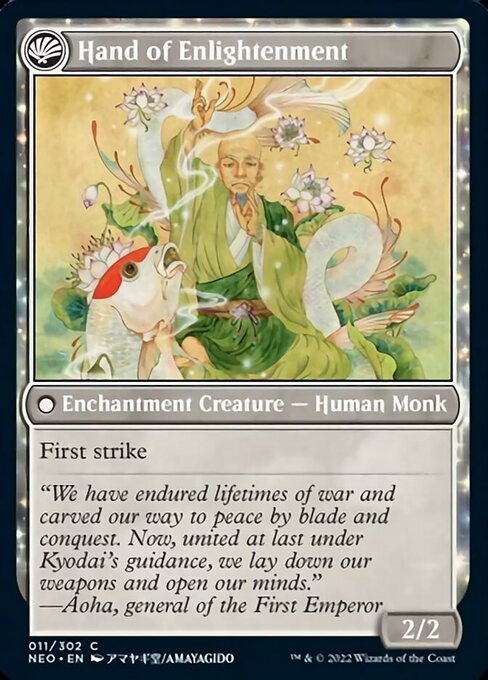 Hand of Enlightenment
Enchantment Creature — Human Monk
First strike
“We have endured lifetimes of war and
carved our way to peace by blade and
conquest. Now, united at last under
Kyodai's guidance, we lay down our
weapons and open our minds.”
—Aoha, general of the First Emperor
2/2
011/302 C
NEO • EN アマヤギ堂/AMAYAGIDO
™ & © 2022 Wizards of the Coast